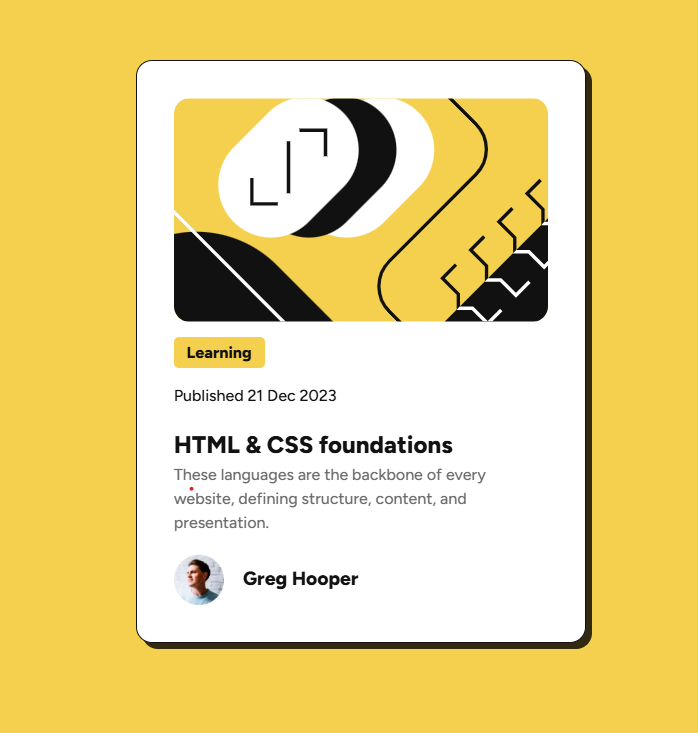 Learning
Published 21 Dec 2023
HTML & CSS foundations
These languages are the backbone of every
website, defining structure, content, and
presentation.
Greg Hooper